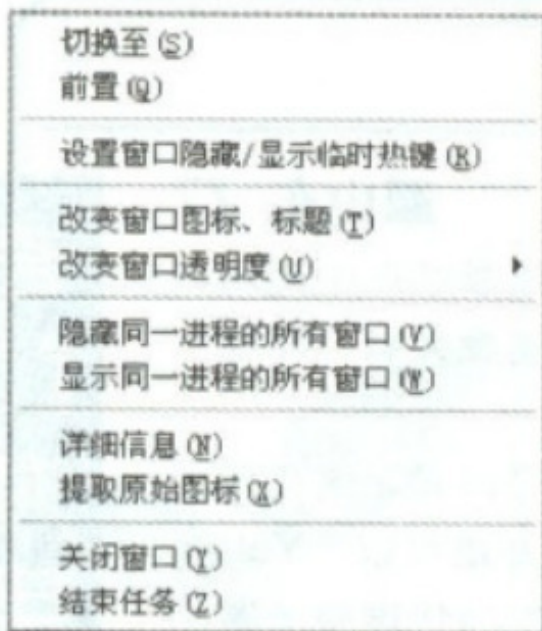 切换至(S)
前置(Q)
设置窗口隐藏/显示临时热键(R)
改变窗口图标、标题(T)
改变窗口透明度(U)
隐藏同一进程的所有窗口(V)
显示同一进程的所有窗口(W)
详细信息(N)
提取原始图标(X)
关闭窗口(Y)
结束任务(Z)